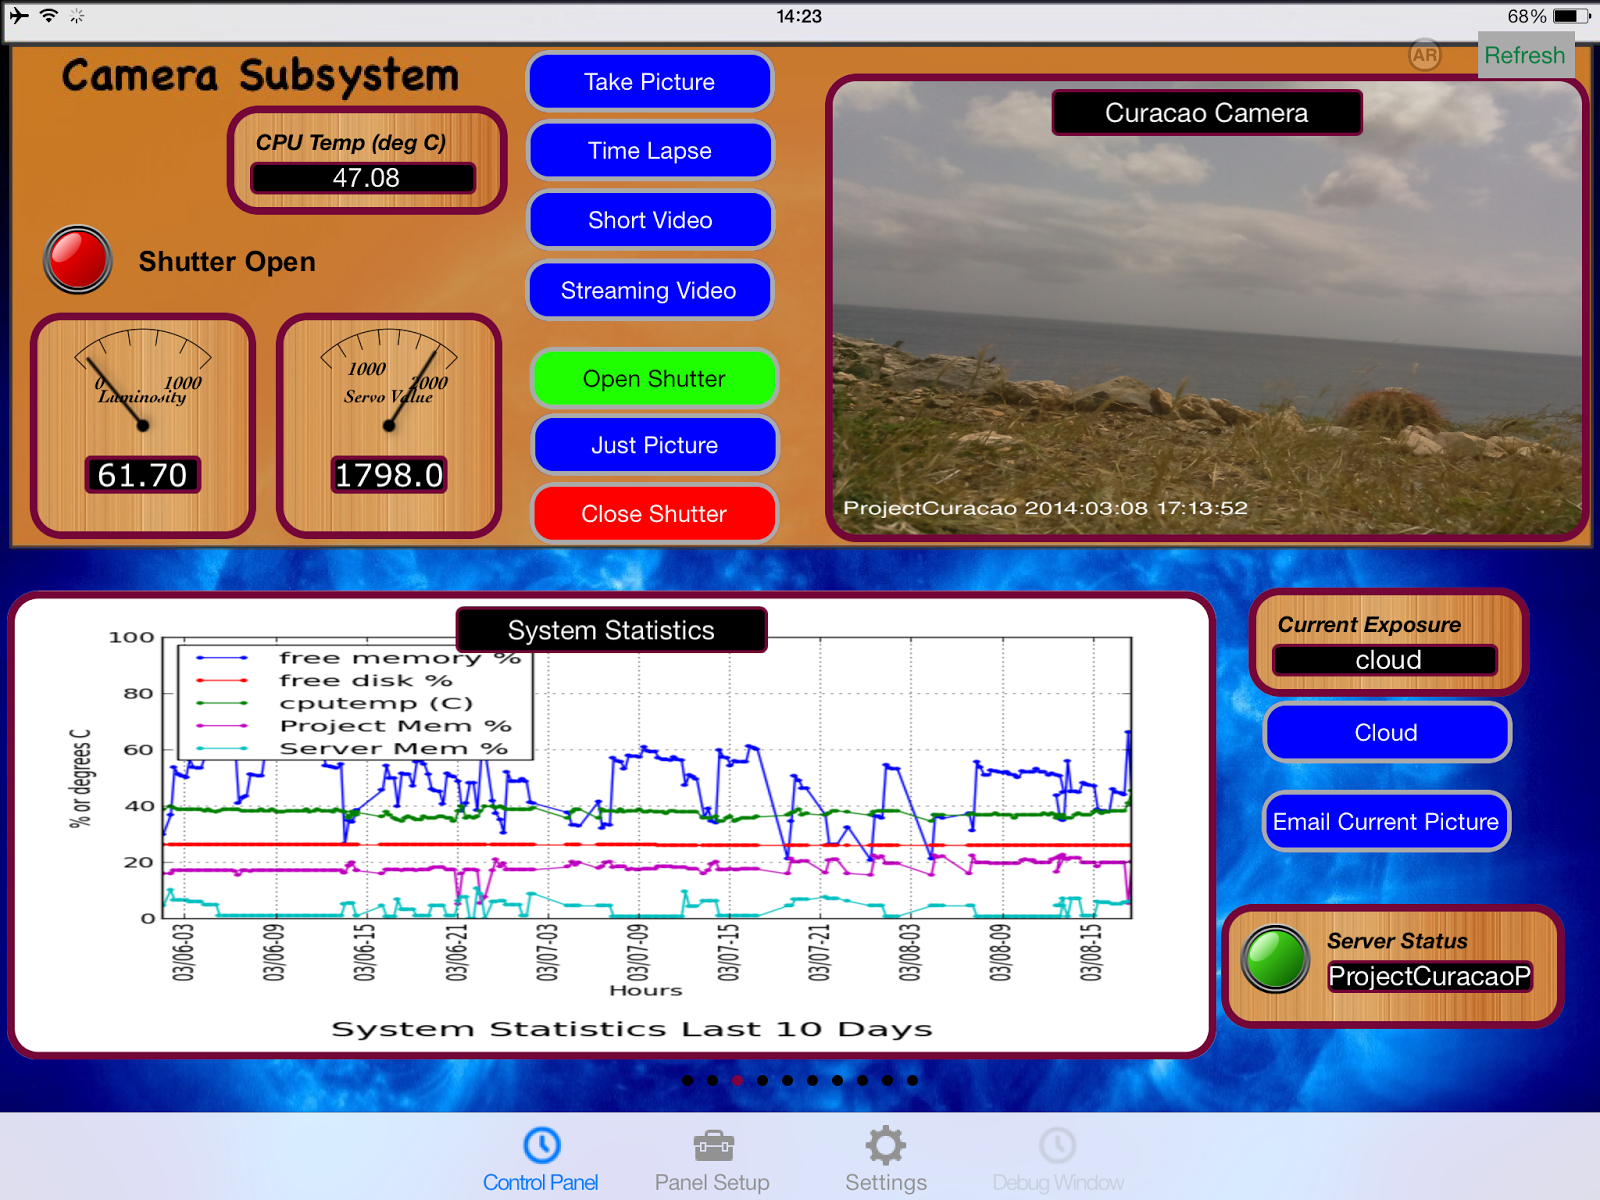 14:23
68%
AR
Refresh
Camera Subsystem
CPU Temp (deg C)
47.08
Shutter Open
0
1000
Luminosity
61.70
1000
2000
Servo Value
1798.0
Take Picture
Time Lapse
Short Video
Streaming Video
Open Shutter
Just Picture
Close Shutter
Curacao Camera
ProjectCuracao 2014:03:08 17:13:52
System Statistics
100
80
60
40
20
0
% or degrees C
free memory %
free disk %
cputemp (C)
Project Mem %
Server Mem %
03/06-03
03/06-09
03/06-15
03/06-21
03/07-03
03/07-09
03/07-15
03/07-21
03/08-03
03/08-09
03/08-15
Hours
System Statistics Last 10 Days
Current Exposure
cloud
Cloud
Email Current Picture
Server Status
ProjectCuracaoP
Control Panel
Panel Setup
Settings
Debug Window